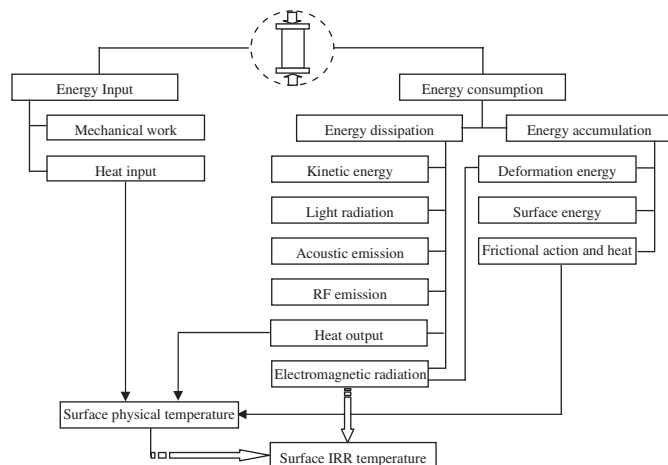 Energy Input
Energy consumption
Mechanical work
Energy dissipation
Energy accumulation
Heat input
Kinetic energy
Deformation energy
Light radiation
Surface energy
Acoustic emission
Frictional action and heat
RF emission
Heat output
Electromagnetic radiation
Surface physical temperature
Surface IRR temperature